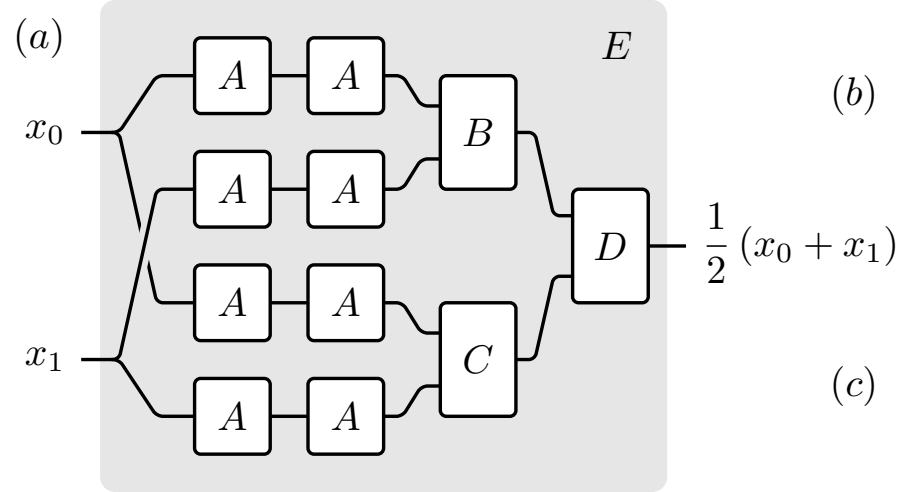 (a)
E
A A
(b)
x₀
B
A A
D
1/2 (x₀ + x₁)
A A
x₁
C
(c)
A A